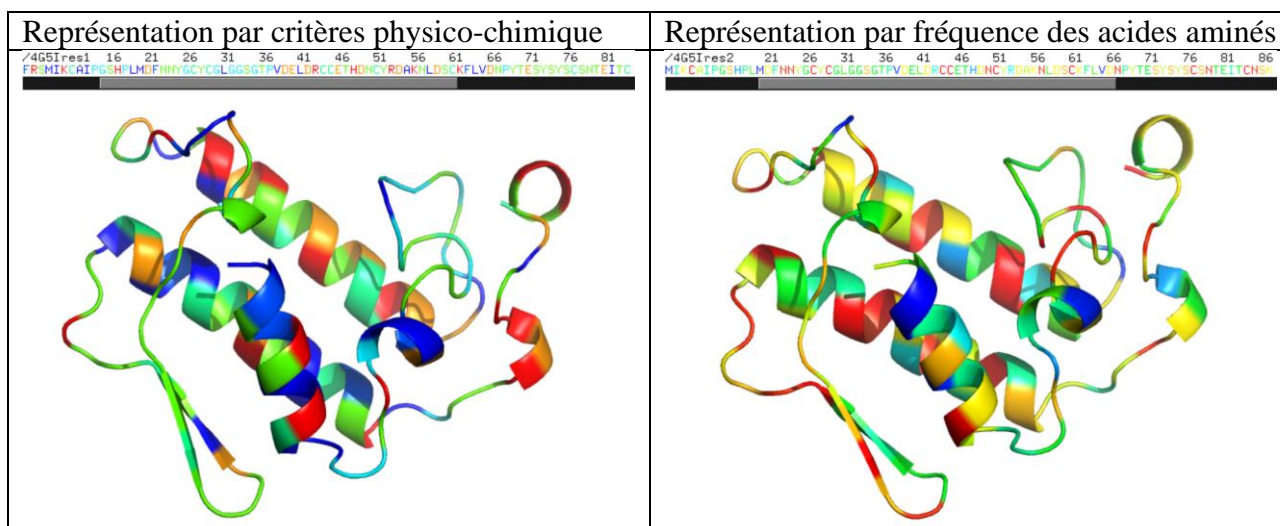 Représentation par critères physico-chimique
/4G5Ires1 16 21 26 31 36 41 46 51 56 61 66 71 76 81
FRSMIKCAIPGSHPLMDFNNYGCYCGLGGSGTPVDELDRCCETHDNCYRDAKNLDSCKFLVDNPYTESYSYSCSNTEITC
Représentation par fréquence des acides aminés
/4G5Ires2 21 26 31 36 41 46 51 56 61 66 71 76 81 86
MIKCAIPGSHPLMDFNNYGCYCGLGGSGTPVDELDRCCETHDNCYRDAKNLDSCKFLVDNPYTESYSYSCSNTEITCNSK